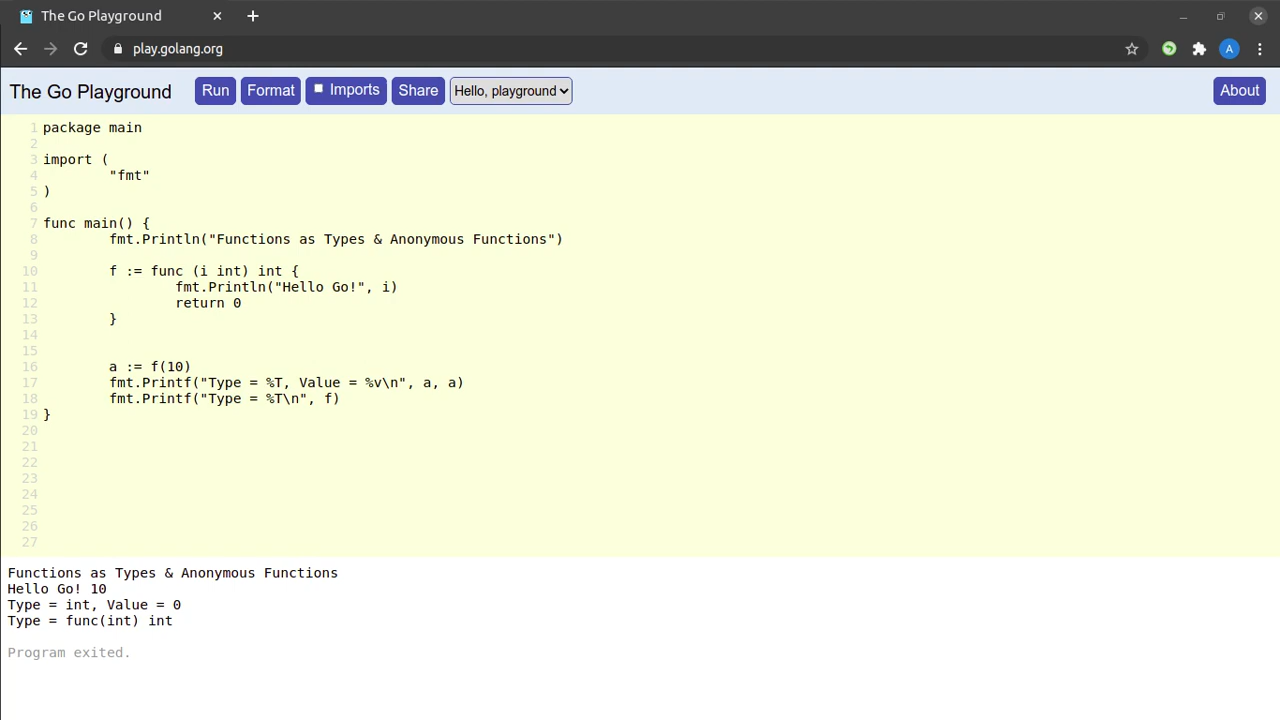 The Go Playground
play.golang.org
A
The Go Playground Run Format Imports Share Hello, playground About
1 package main
2
3 import (
4 "fmt"
5 )
6
7 func main() {
8 fmt.Println("Functions as Types & Anonymous Functions")
9
10 f := func (i int) int {
11 fmt.Println("Hello Go!", i)
12 return 0
13 }
14
15
16 a := f(10)
17 fmt.Printf("Type = %T, Value = %v\n", a, a)
18 fmt.Printf("Type = %T\n", f)
19 }
20
21
22
23
24
25
26
27
Functions as Types & Anonymous Functions
Hello Go! 10
Type = int, Value = 0
Type = func(int) int
Program exited.